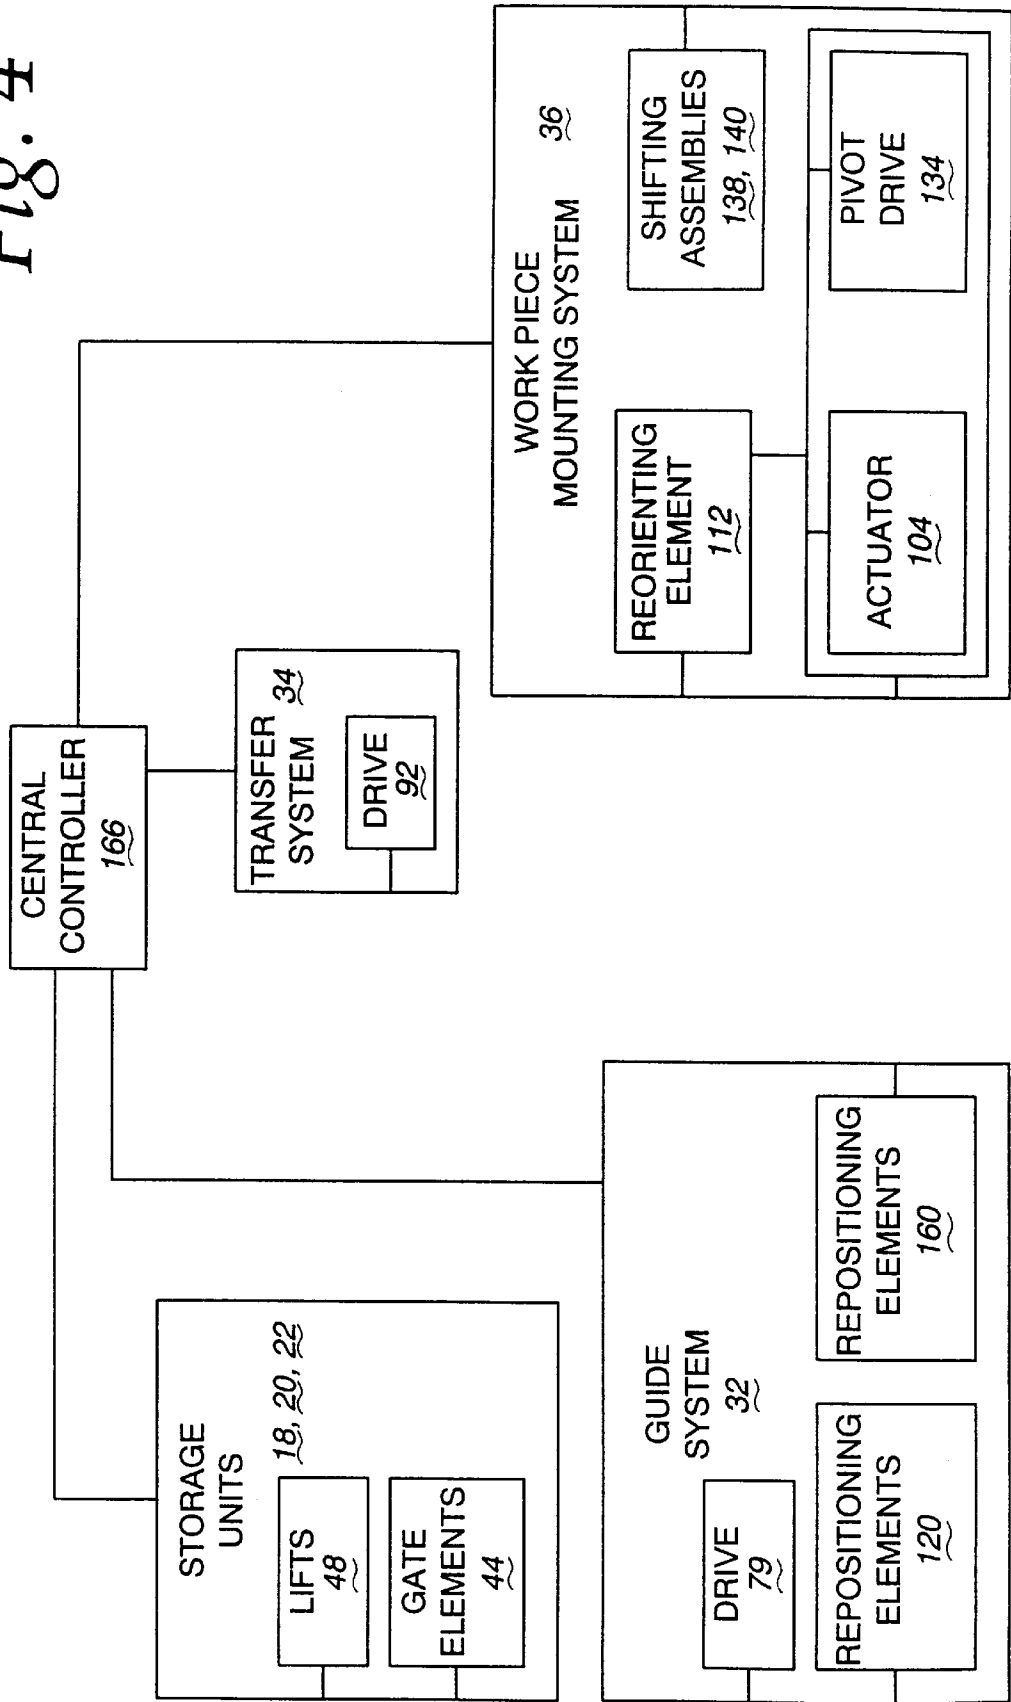 Fig. 4
CENTRAL
CONTROLLER
166
STORAGE
UNITS
18, 20, 22
LIFTS
48
GATE
ELEMENTS
44
TRANSFER
SYSTEM 34
DRIVE
92
GUIDE
SYSTEM
32
DRIVE
79
REPOSITIONING
ELEMENTS
120
REPOSITIONING
ELEMENTS
160
WORK PIECE
MOUNTING SYSTEM 36
REORIENTING
ELEMENT
112
SHIFTING
ASSEMBLIES
138, 140
ACTUATOR
104
PIVOT
DRIVE
134